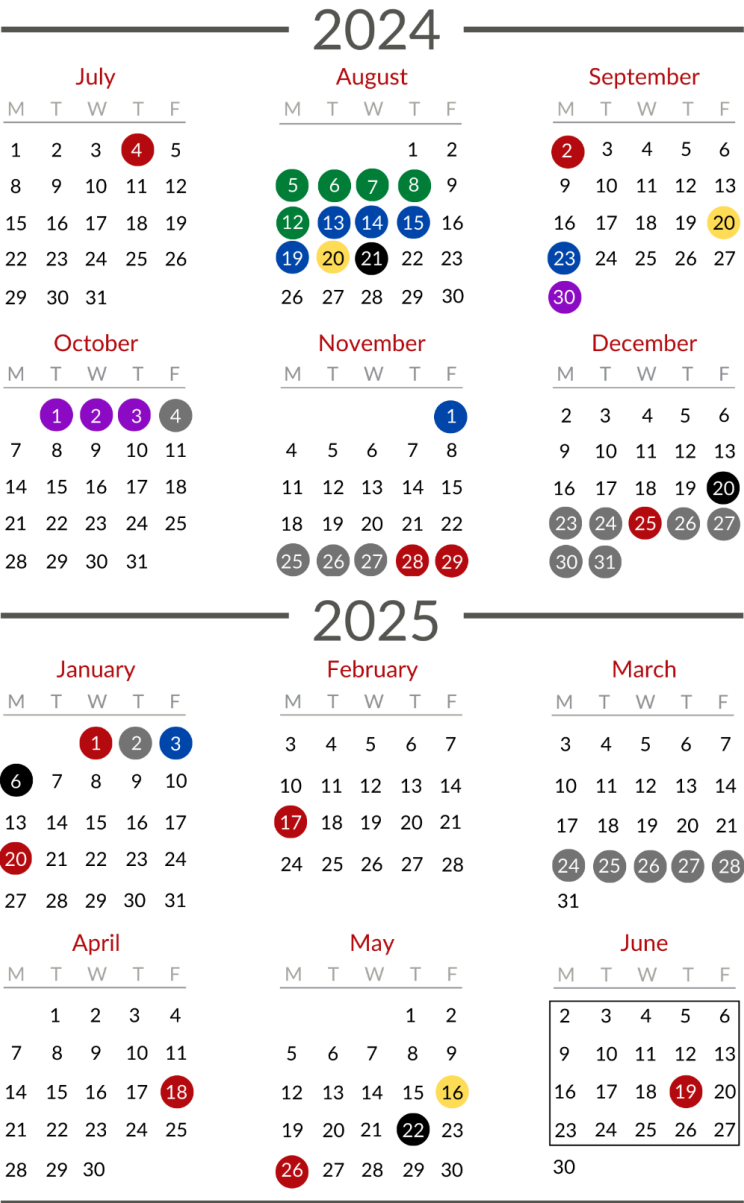 2024
July August September
M T W T F M T W T F M T W T F
1 2 3 4 5 1 2 2 3 4 5 6
8 9 10 11 12 5 6 7 8 9 9 10 11 12 13
15 16 17 18 19 12 13 14 15 16 16 17 18 19 20
22 23 24 25 26 19 20 21 22 23 23 24 25 26 27
29 30 31 26 27 28 29 30 30
October November December
M T W T F M T W T F M T W T F
1 2 3 4 1 2 3 4 5 6
7 8 9 10 11 4 5 6 7 8 9 10 11 12 13
14 15 16 17 18 11 12 13 14 15 16 17 18 19 20
21 22 23 24 25 18 19 20 21 22 23 24 25 26 27
28 29 30 31 25 26 27 28 29 30 31
2025
January February March
M T W T F M T W T F M T W T F
1 2 3 3 4 5 6 7 3 4 5 6 7
6 7 8 9 10 10 11 12 13 14 10 11 12 13 14
13 14 15 16 17 17 18 19 20 21 17 18 19 20 21
20 21 22 23 24 24 25 26 27 28 24 25 26 27 28
27 28 29 30 31 31
April May June
M T W T F M T W T F M T W T F
1 2 3 4 1 2 2 3 4 5 6
7 8 9 10 11 5 6 7 8 9 9 10 11 12 13
14 15 16 17 18 12 13 14 15 16 16 17 18 19 20
21 22 23 24 25 19 20 21 22 23 23 24 25 26 27
28 29 30 26 27 28 29 30 30